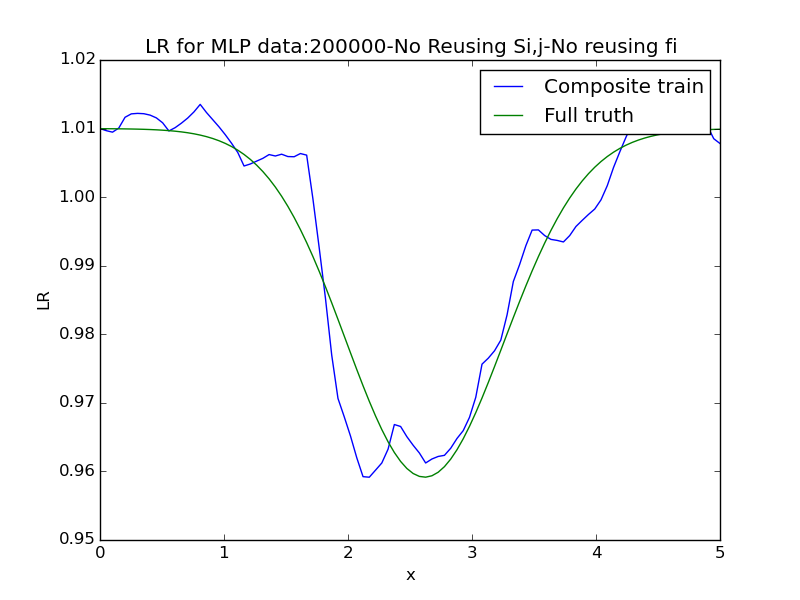 LR for MLP data:200000-No Reusing Si,j-No reusing fi
1.02
Composite train
Full truth
1.01
1.00
0.99
LR
0.98
0.97
0.96
0.95
0
1
2
3
4
5
x